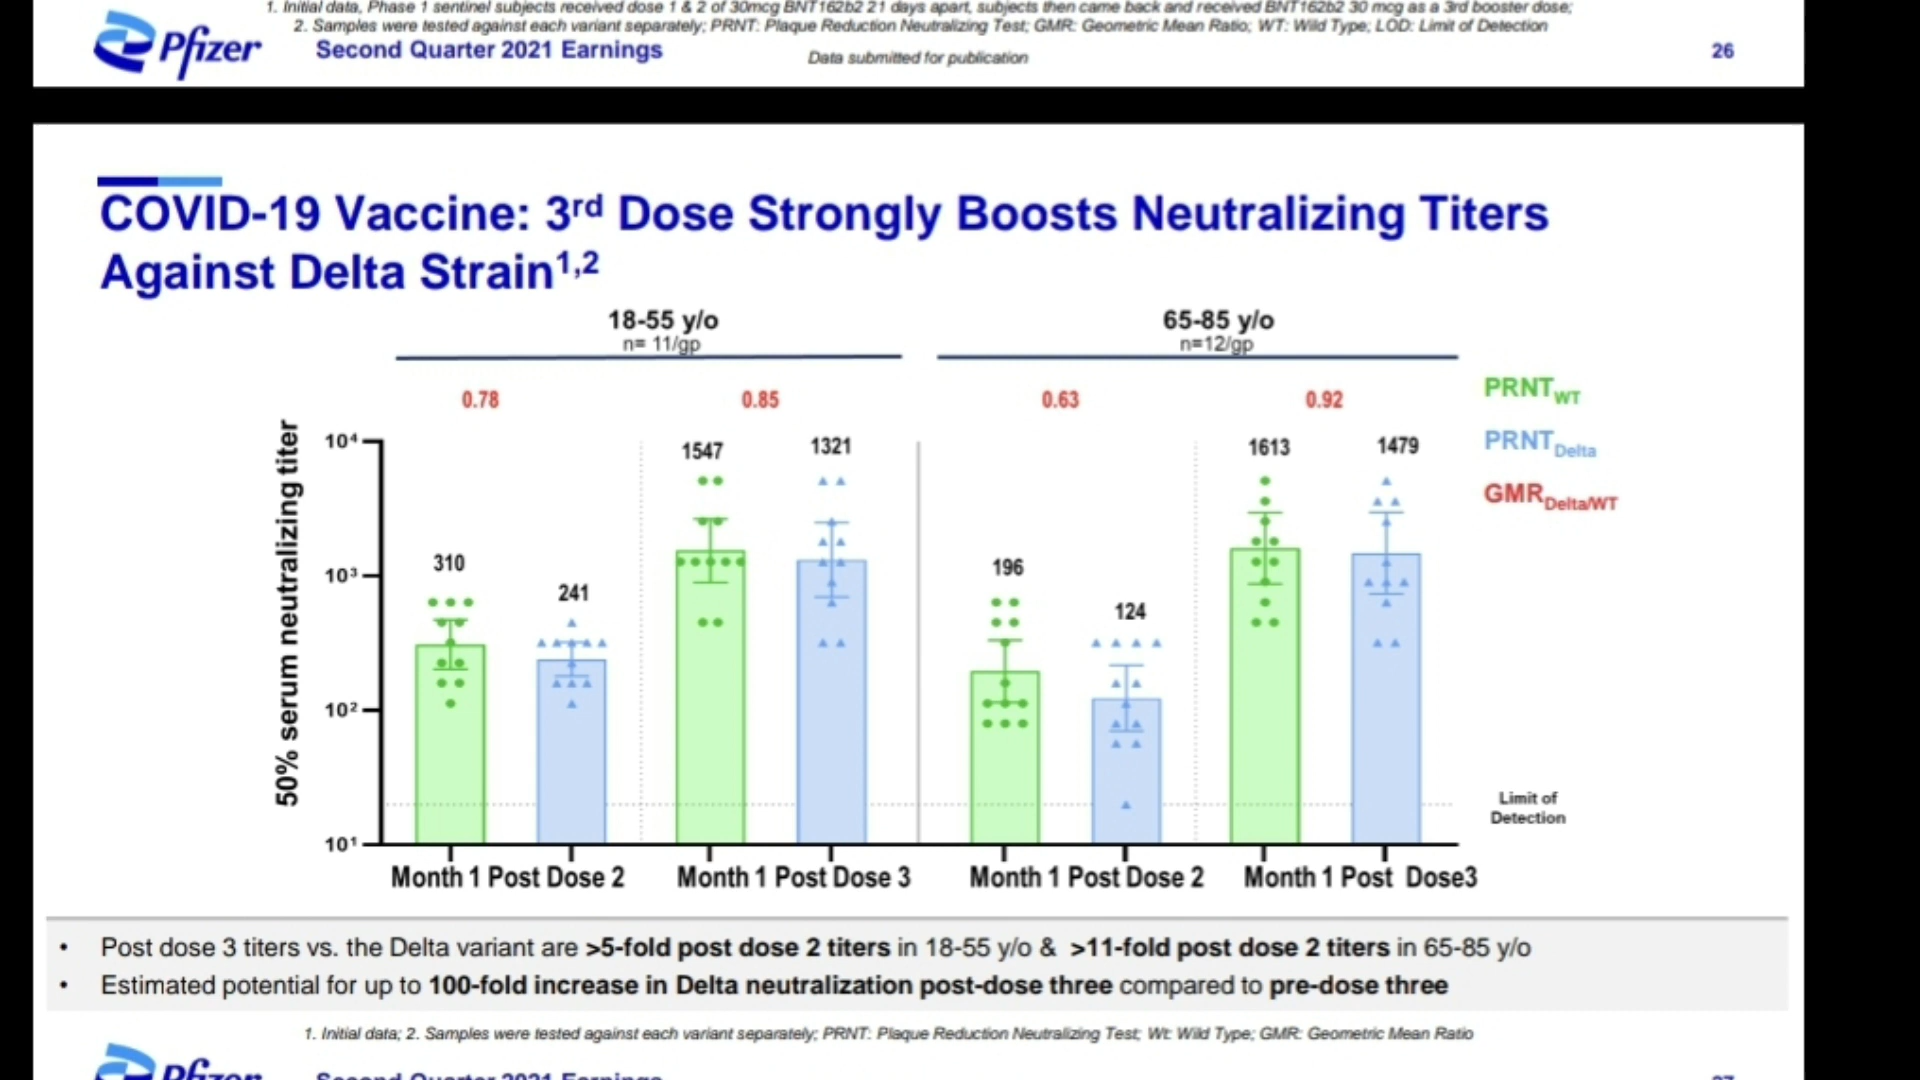 1. Initial data, Phase 1 sentinel subjects received dose 1 & 2 of 30mcg BNT162b2 21 days apart, subjects then came back and received BNT162b2 30 mcg as a 3rd booster dose;
2. Samples were tested against each variant separately; PRNT: Plaque Reduction Neutralizing Test; GMR: Geometric Mean Ratio; WT: Wild Type; LOD: Limit of Detection
Pfizer
Second Quarter 2021 Earnings
Data submitted for publication
26
COVID-19 Vaccine: 3rd Dose Strongly Boosts Neutralizing Titers
Against Delta Strain1,2
18-55 y/o
n= 11/gp
65-85 y/o
n=12/gp
0.78
0.85
0.63
0.92
PRNTWT
PRNTDelta
GMRDelta/WT
50% serum neutralizing titer
10⁴
10³
10²
10¹
310
241
1547
1321
196
124
1613
1479
Limit of
Detection
Month 1 Post Dose 2
Month 1 Post Dose 3
Month 1 Post Dose 2
Month 1 Post Dose3
• Post dose 3 titers vs. the Delta variant are >5-fold post dose 2 titers in 18-55 y/o & >11-fold post dose 2 titers in 65-85 y/o
• Estimated potential for up to 100-fold increase in Delta neutralization post-dose three compared to pre-dose three
1. Initial data; 2. Samples were tested against each variant separately; PRNT: Plaque Reduction Neutralizing Test; Wt: Wild Type; GMR: Geometric Mean Ratio
Pfizer
Second Quarter 2021 Earnings
27